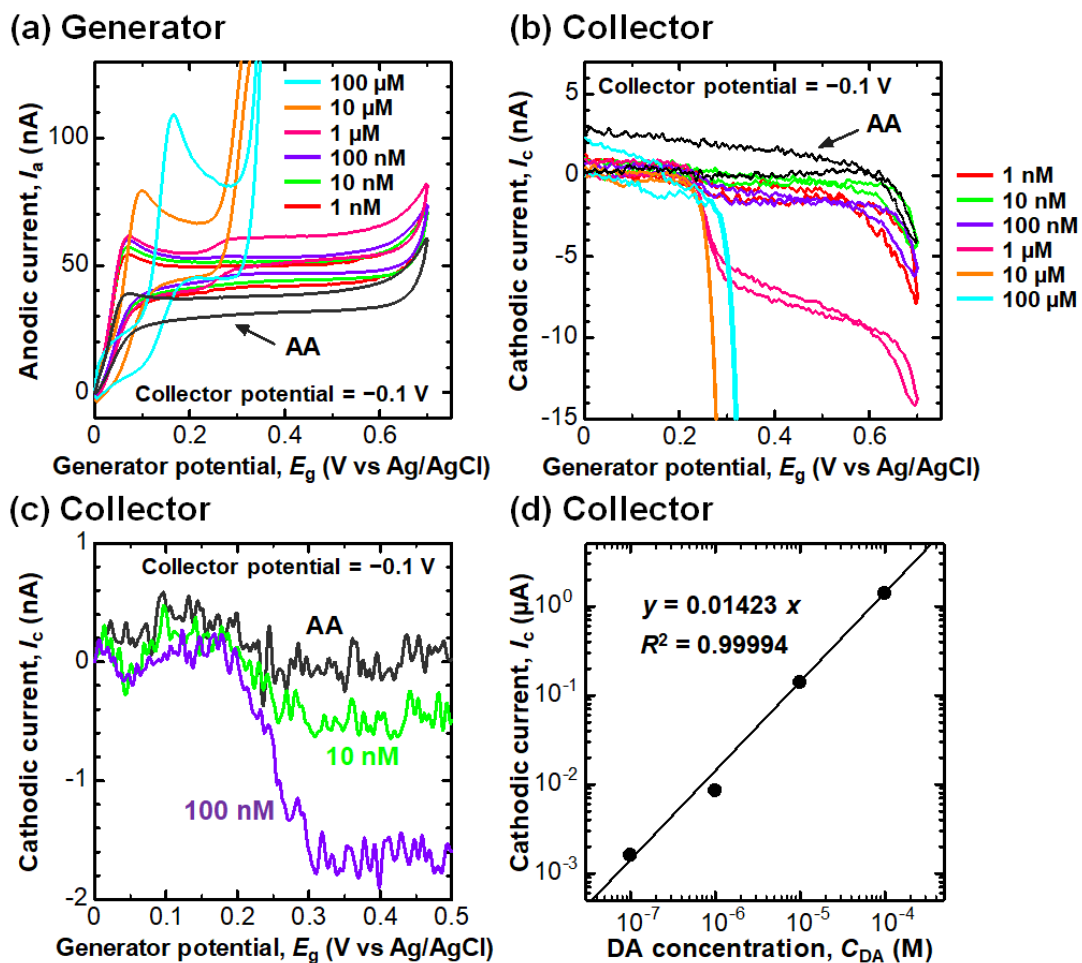 (a) Generator
100 µM
10 µM
1 µM
100 nM
10 nM
1 nM
AA
Collector potential = −0.1 V
100
50
0
Anodic current, Ia (nA)
0 0.2 0.4 0.6
Generator potential, Eg (V vs Ag/AgCl)
(b) Collector
Collector potential = −0.1 V
AA
5
0
-5
-10
-15
Cathodic current, Ic (nA)
0 0.2 0.4 0.6
Generator potential, Eg (V vs Ag/AgCl)
1 nM
10 nM
100 nM
1 µM
10 µM
100 µM
(c) Collector
Collector potential = −0.1 V
AA
10 nM
100 nM
1
0
-1
-2
Cathodic current, Ic (nA)
0 0.1 0.2 0.3 0.4 0.5
Generator potential, Eg (V vs Ag/AgCl)
(d) Collector
y = 0.01423 x
R² = 0.99994
10⁰
10⁻¹
10⁻²
10⁻³
Cathodic current, Ic (µA)
10⁻⁷ 10⁻⁶ 10⁻⁵ 10⁻⁴
DA concentration, CDA (M)